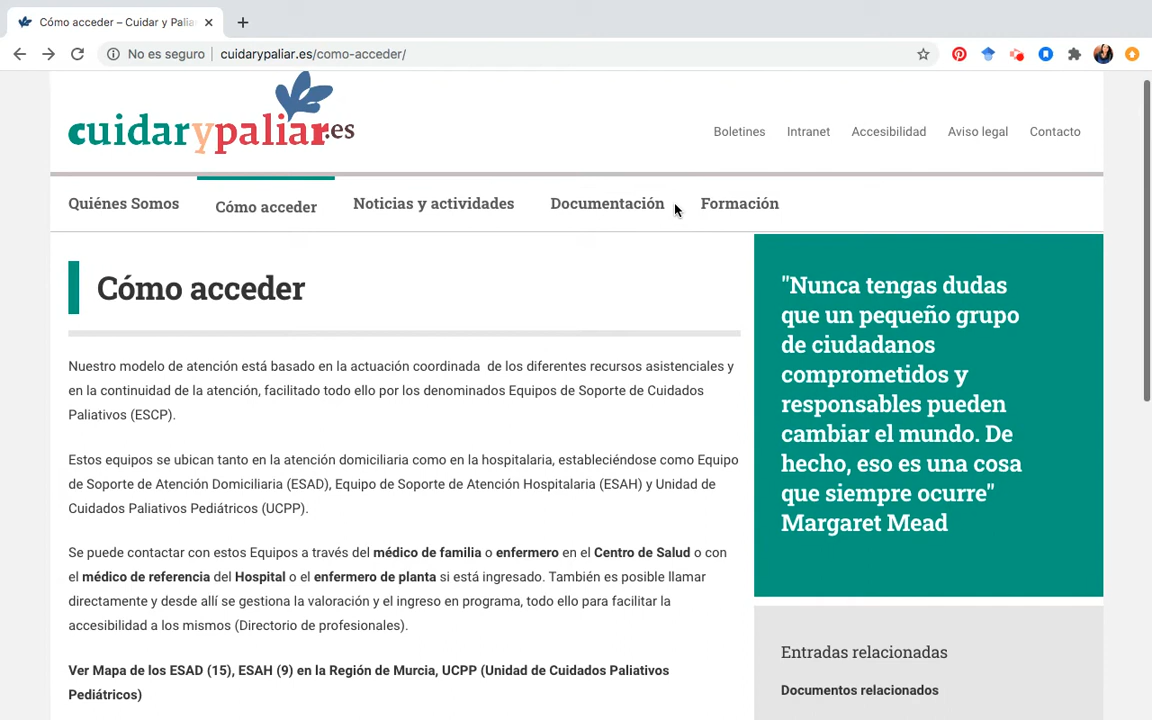 Cómo acceder – Cuidar y Palia
No es seguro
cuidarypaliar.es/como-acceder/
cuidarypaliar.es
Boletines
Intranet
Accesibilidad
Aviso legal
Contacto
Quiénes Somos
Cómo acceder
Noticias y actividades
Documentación
Formación
Cómo acceder
Nuestro modelo de atención está basado en la actuación coordinada de los diferentes recursos asistenciales y
en la continuidad de la atención, facilitado todo ello por los denominados Equipos de Soporte de Cuidados
Paliativos (ESCP).
Estos equipos se ubican tanto en la atención domiciliaria como en la hospitalaria, estableciéndose como Equipo
de Soporte de Atención Domiciliaria (ESAD), Equipo de Soporte de Atención Hospitalaria (ESAH) y Unidad de
Cuidados Paliativos Pediátricos (UCPP).
Se puede contactar con estos Equipos a través del médico de familia o enfermero en el Centro de Salud o con
el médico de referencia del Hospital o el enfermero de planta si está ingresado. También es posible llamar
directamente y desde allí se gestiona la valoración y el ingreso en programa, todo ello para facilitar la
accesibilidad a los mismos (Directorio de profesionales).
Ver Mapa de los ESAD (15), ESAH (9) en la Región de Murcia, UCPP (Unidad de Cuidados Paliativos
Pediátricos)
"Nunca tengas dudas
que un pequeño grupo
de ciudadanos
comprometidos y
responsables pueden
cambiar el mundo. De
hecho, eso es una cosa
que siempre ocurre"
Margaret Mead
Entradas relacionadas
Documentos relacionados